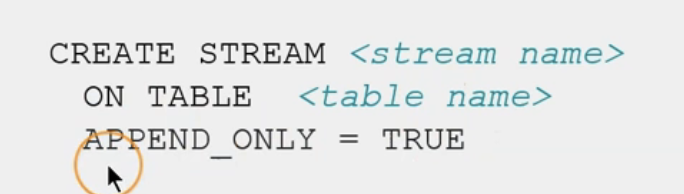 CREATE STREAM <stream name>
ON TABLE <table name>
APPEND_ONLY = TRUE